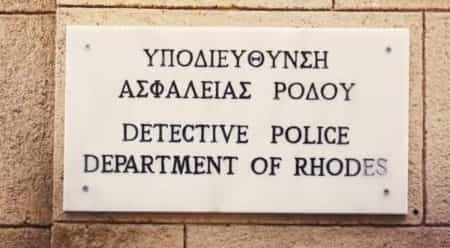 ΥΠΟΔΙΕΥΘΥΝΣΗ
ΑΣΦΑΛΕΙΑΣ ΡΟΔΟΥ
DETECTIVE POLICE
DEPARTMENT OF RHODES